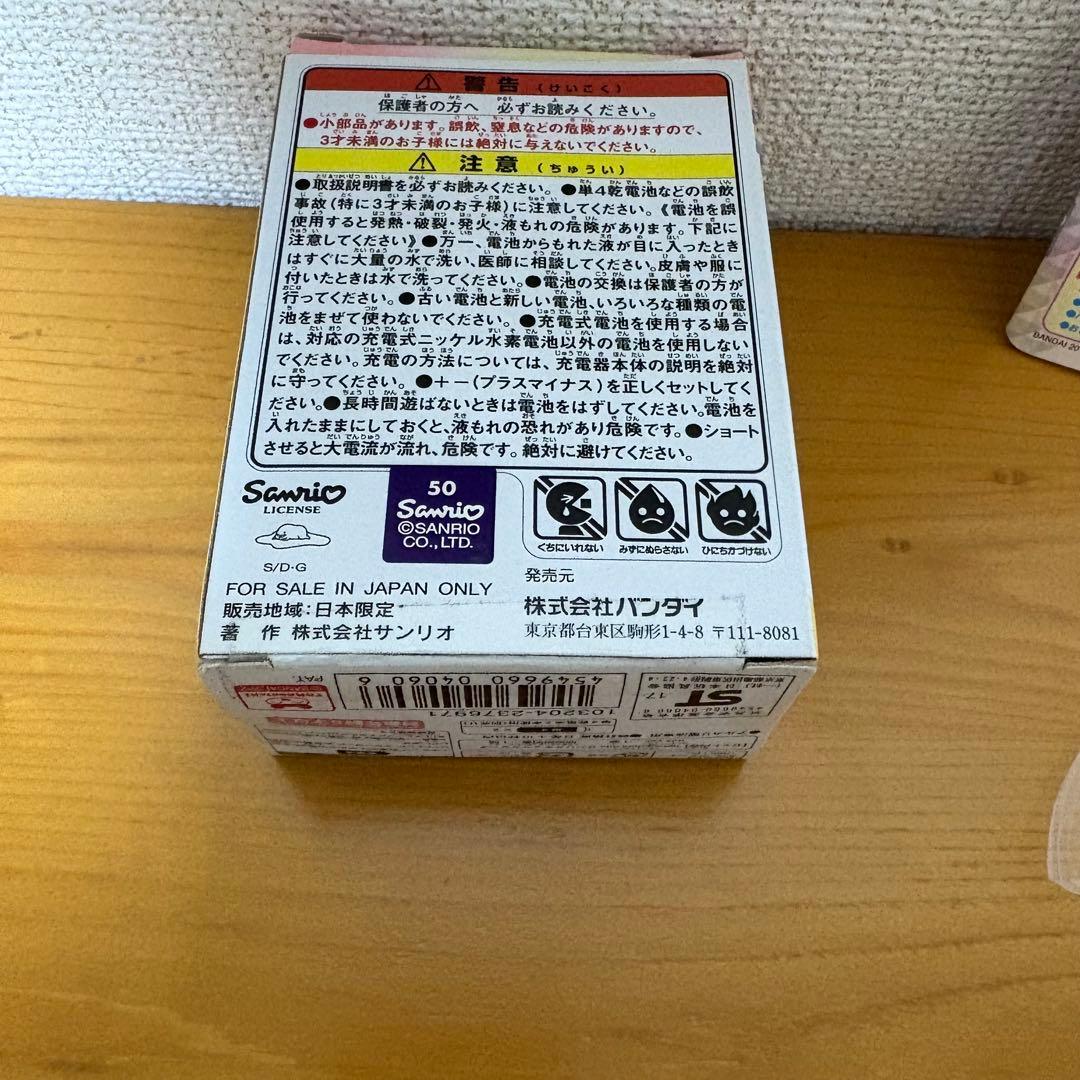 ⚠ 警告 (けいこく)
保護者の方へ 必ずお読みください。
●小部品があります。誤飲、窒息などの危険がありますので、
3才未満のお子様には絶対に与えないでください。
⚠ 注意 (ちゅうい)
●取扱説明書を必ずお読みください。●単4乾電池などの誤飲
事故(特に3才未満のお子様)に注意してください。《電池を誤
使用すると発熱・破裂・発火・液もれの危険があります。下記に
注意してください》●万一、電池からもれた液が目に入ったとき
はすぐに大量の水で洗い、医師に相談してください。皮膚や服に
付いたときは水で洗ってください。●電池の交換は保護者の方が
行ってください。●古い電池と新しい電池、いろいろな種類の電
池をまぜて使わないでください。●充電式電池を使用する場合
は、対応の充電式ニッケル水素電池以外の電池を使用しない
でください。充電の方法については、充電器本体の説明を絶対
に守ってください。●+-(プラスマイナス)を正しくセットしてく
ださい。●長時間遊ばないときは電池をはずしてください。電池を
入れたままにしておくと、液もれの恐れがあり危険です。●ショート
させると大電流が流れ、危険です。絶対に避けてください。
Sanrio
LICENSE
S/D・G
50
Sanrio
©SANRIO
CO., LTD.
くちにいれない みずにぬらさない ひにちかづけない
FOR SALE IN JAPAN ONLY
販売地域:日本限定
著 作 株式会社サンリオ
発売元
株式会社バンダイ
東京都台東区駒形1-4-8 〒111-8081
PAT.
4549660040606
103204-2376971
ST
17
BANDAI 20